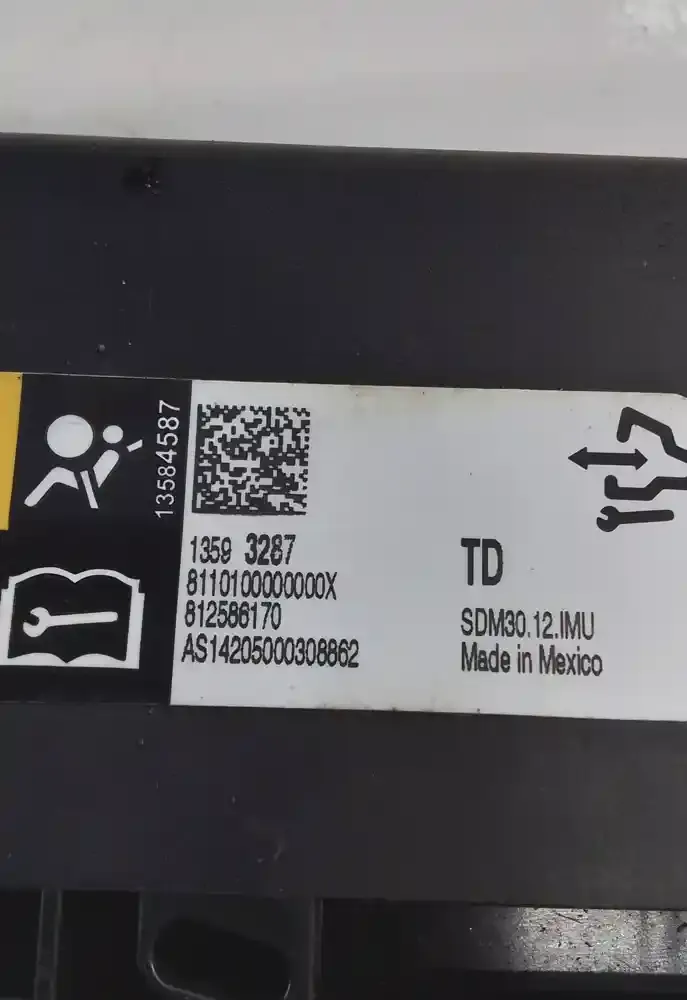 13584587
1359 3287
8110100000000X
812586170
AS14205000308862
TD
SDM30.12.IMU
Made in Mexico